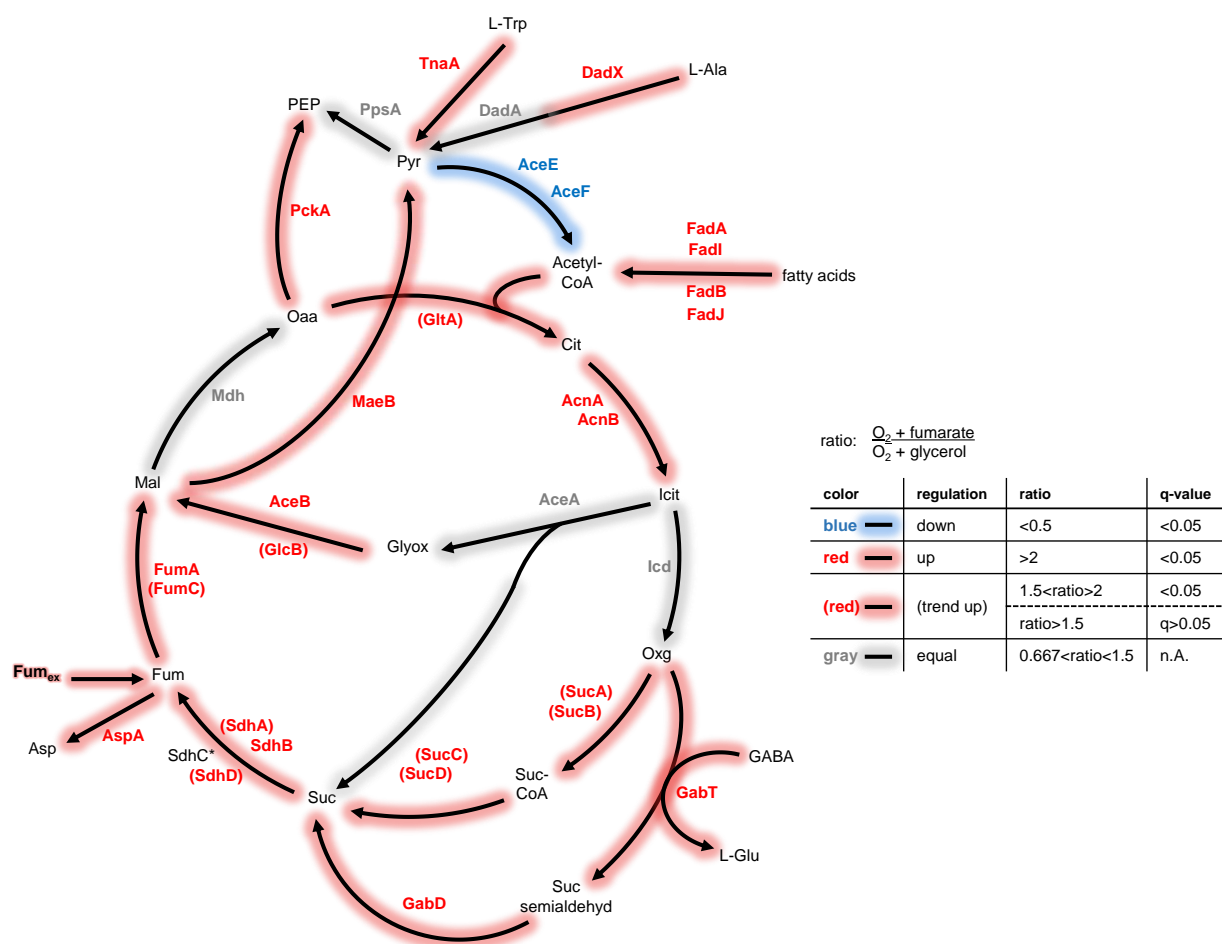 L-Trp
TnaA
DadX
L-Ala
PEP
PpsA
DadA
Pyr
AceE
AceF
PckA
FadA
FadI
Acetyl-
CoA
fatty acids
FadB
FadJ
Oaa
(GltA)
Cit
Mdh
MaeB
AcnA
AcnB
Mal
AceB
AceA
Icit
(GlcB)
Glyox
Icd
FumA
(FumC)
Oxg
Fumex
Fum
Asp
AspA
(SdhA)
SdhB
SdhC*
(SdhD)
(SucA)
(SucB)
(SucC)
(SucD)
Suc-
CoA
Suc
GABA
GabT
L-Glu
Suc
semialdehyd
GabD
ratio: O2 + fumarate
O2 + glycerol
color regulation ratio q-value
blue down <0.5 <0.05
red up >2 <0.05
(red) (trend up) 1.5<ratio>2 <0.05
ratio>1.5 q>0.05
gray equal 0.667<ratio<1.5 n.A.